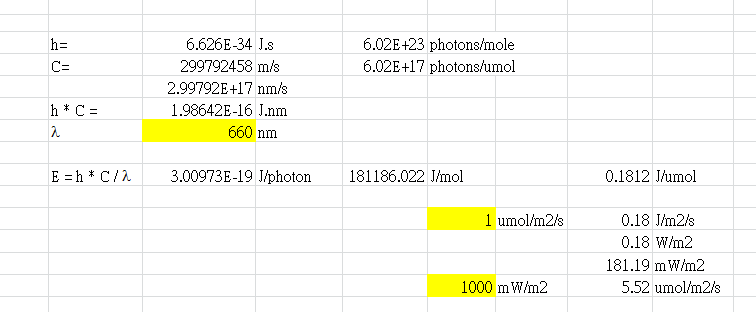 h= 6.626E-34 J.s 6.02E+23 photons/mole
C= 299792458 m/s 6.02E+17 photons/umol
2.99792E+17 nm/s
h * C = 1.98642E-16 J.nm
λ 660 nm
E = h * C / λ 3.00973E-19 J/photon 181186.022 J/mol 0.1812 J/umol
1 umol/m2/s 0.18 J/m2/s
0.18 W/m2
181.19 mW/m2
1000 mW/m2 5.52 umol/m2/s